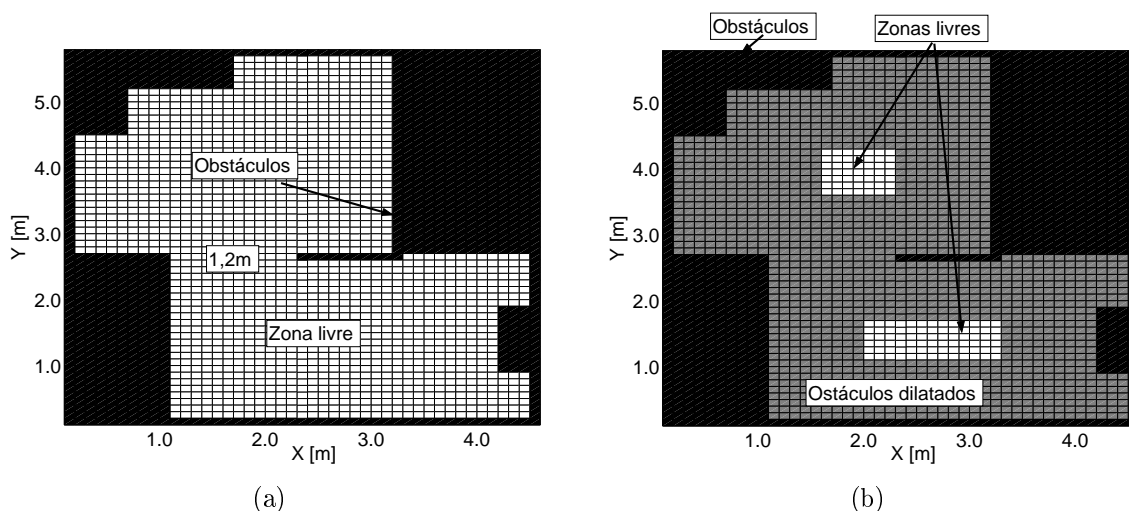 Obstáculos
Zonas livres
5.0
4.0
3.0
2.0
1.0
Y [m]
Obstáculos
1,2m
Zona livre
1.0
2.0
3.0
4.0
X [m]
(a)
5.0
4.0
3.0
2.0
1.0
Y [m]
Ostáculos dilatados
1.0
2.0
3.0
4.0
X [m]
(b)